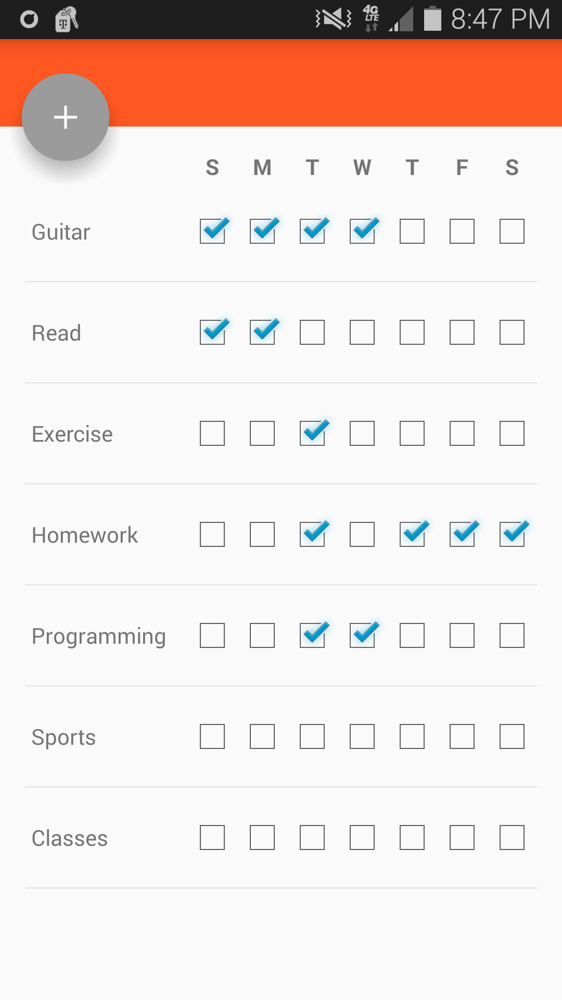 T 4G LTE 8:47 PM
S M T W T F S
Guitar
Read
Exercise
Homework
Programming
Sports
Classes